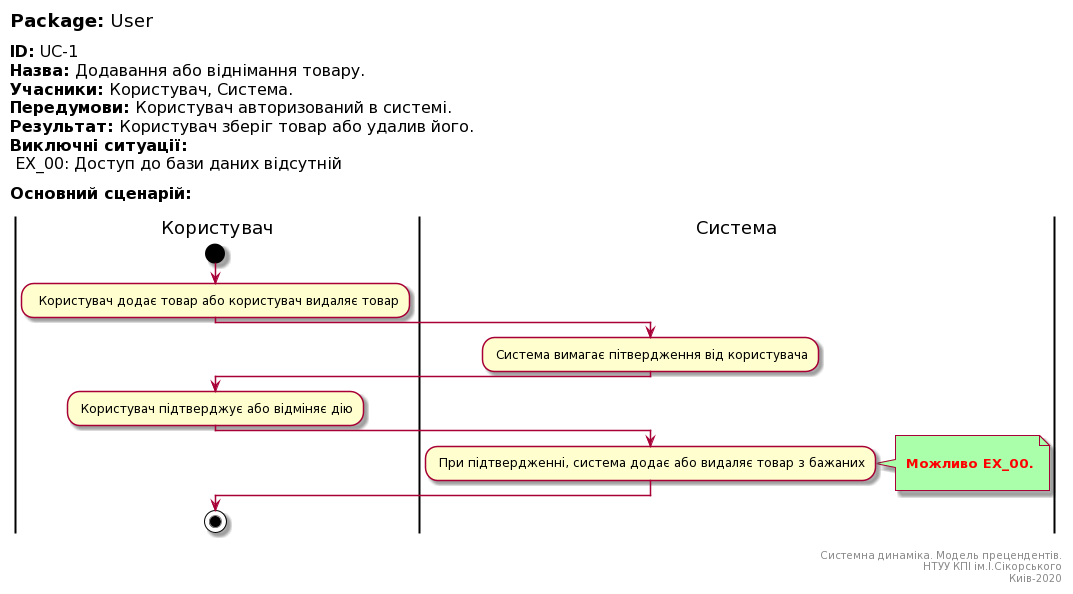 Package: User
ID: UC-1
Назва: Додавання або віднімання товару.
Учасники: Користувач, Система.
Передумови: Користувач авторизований в системі.
Результат: Користувач зберіг товар або удалив його.
Виключні ситуації:
EX_00: Доступ до бази даних відсутній
Основний сценарій:
Користувач
Система
Користувач додає товар або користувач видаляє товар
Система вимагає пітвердження від користувача
Користувач підтверджує або відміняє дію
При підтвердженні, система додає або видаляє товар з бажаних
Можливо EX_00.
Системна динаміка. Модель прецендентів.
НТУУ КПІ ім.І.Сікорського
Київ-2020